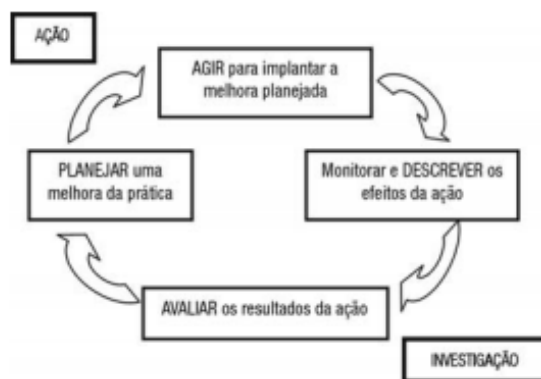 AÇÃO
AGIR para implantar a
melhora planejada
PLANEJAR uma
melhora da prática
Monitorar e DESCREVER os
efeitos da ação
AVALIAR os resultados da ação
INVESTIGAÇÃO